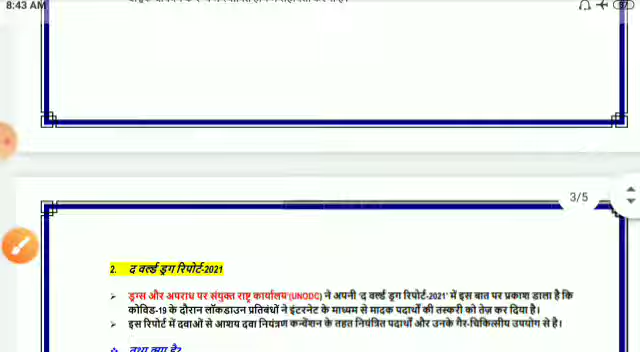 8:43 AM
97
3/5
2. द वर्ल्ड ड्रग रिपोर्ट-2021
➢ ड्रग्स और अपराध पर संयुक्त राष्ट्र कार्यालय (UNODC) ने अपनी 'द वर्ल्ड ड्रग रिपोर्ट-2021' में इस बात पर प्रकाश डाला है कि
कोविड-19 के दौरान लॉकडाउन प्रतिबंधों ने इंटरनेट के माध्यम से मादक पदार्थों की तस्करी को तेज़ कर दिया है।
➢ इस रिपोर्ट में दवाओं से आशय दवा नियंत्रण कन्वेंशन के तहत नियंत्रित पदार्थों और उनके गैर-चिकित्सीय उपयोग से है।